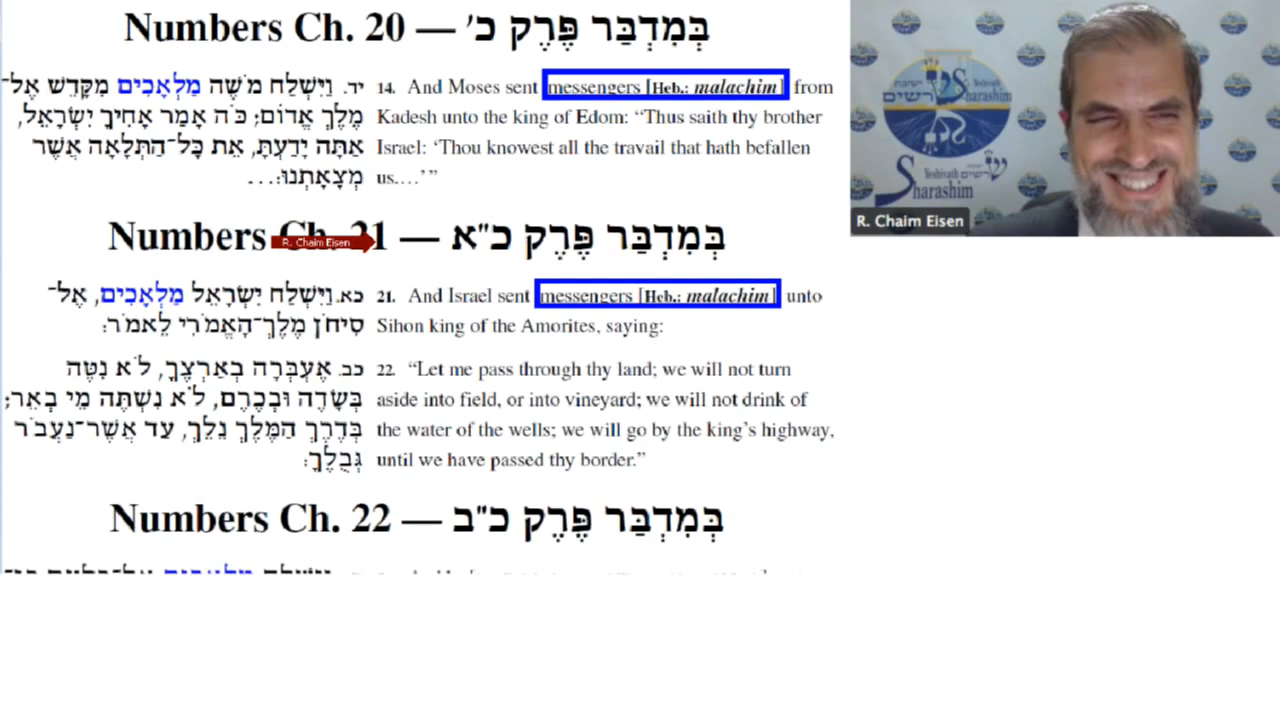 Numbers Ch. 20 — בְּמִדְבַּר פֶּרֶק כ׳
יד. וַיִּשְׁלַח מֹשֶׁה מַלְאָכִים מִקָּדֵשׁ אֶל־
מֶלֶךְ אֱדוֹם; כֹּה אָמַר אָחִיךָ יִשְׂרָאֵל,
אַתָּה יָדַעְתָּ, אֵת כָּל־הַתְּלָאָה אֲשֶׁר
מְצָאָתְנוּ׃...
14. And Moses sent messengers [Heb.: malachim] from
Kadesh unto the king of Edom: “Thus saith thy brother
Israel: ‘Thou knowest all the travail that hath befallen
us....’”
Numbers Ch. 21 — בְּמִדְבַּר פֶּרֶק כ"א
R. Chaim Eisen
כא. וַיִּשְׁלַח יִשְׂרָאֵל מַלְאָכִים, אֶל־
סִיחֹן מֶלֶךְ־הָאֱמֹרִי לֵאמֹר׃
21. And Israel sent messengers [Heb.: malachim] unto
Sihon king of the Amorites, saying:
כב. אֶעְבְּרָה בְאַרְצֶךָ, לֹא נִטֶּה
בְּשָׂדֶה וּבְכֶרֶם, לֹא נִשְׁתֶּה מֵי בְאֵר;
בְּדֶרֶךְ הַמֶּלֶךְ נֵלֵךְ, עַד אֲשֶׁר־נַעֲבֹר
גְּבֻלֶךָ׃
22. “Let me pass through thy land; we will not turn
aside into field, or into vineyard; we will not drink of
the water of the wells; we will go by the king’s highway,
until we have passed thy border.”
Numbers Ch. 22 — בְּמִדְבַּר פֶּרֶק כ"ב
שרשים
Sharashim
Yeshivath
Sharashim
R. Chaim Eisen